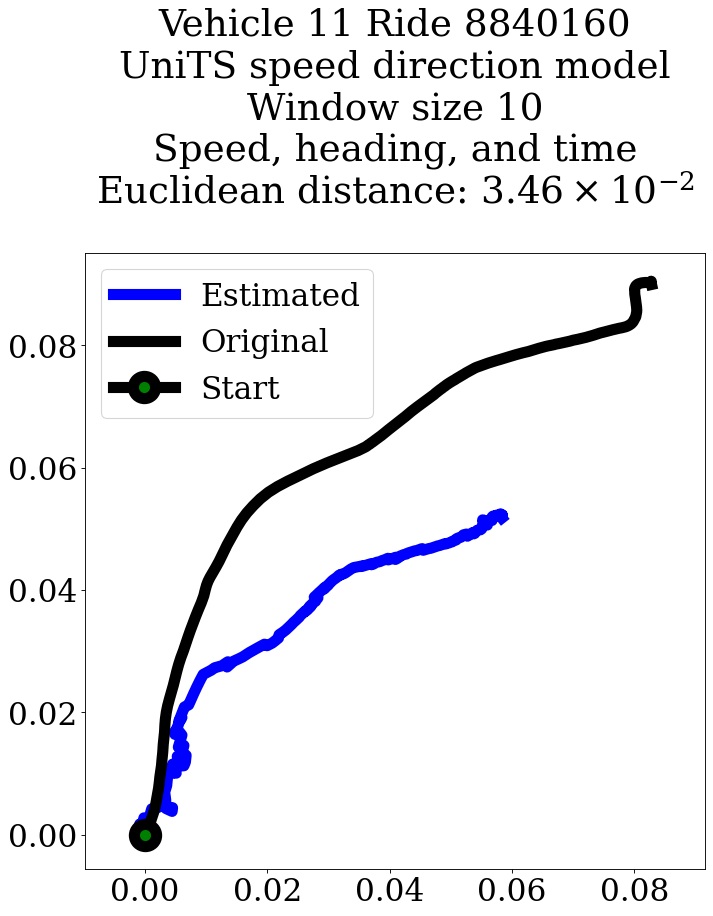 Vehicle 11 Ride 8840160
UniTS speed direction model
Window size 10
Speed, heading, and time
Euclidean distance: 3.46 × 10⁻²
Estimated
Original
Start
0.08
0.06
0.04
0.02
0.00
0.00 0.02 0.04 0.06 0.08